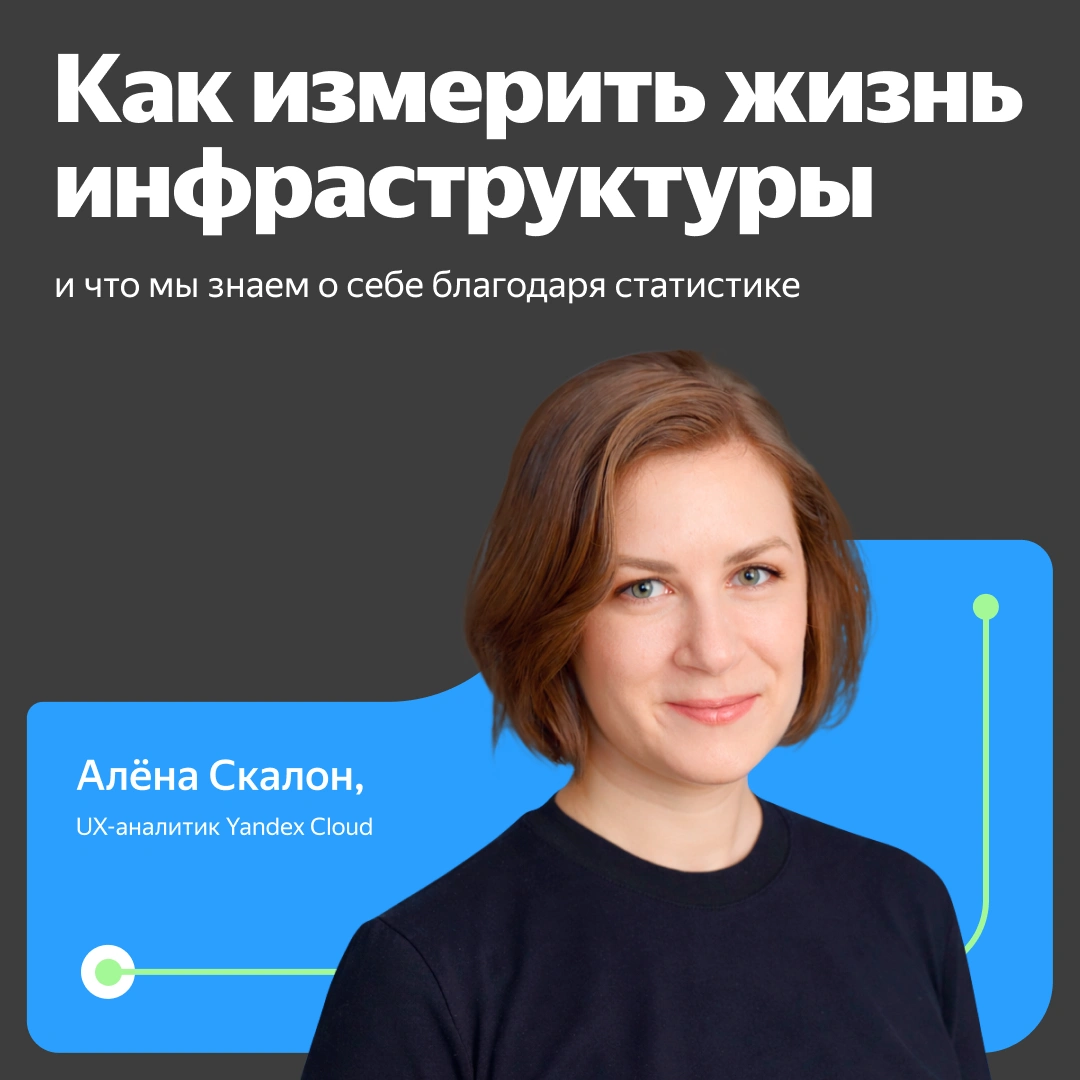 Как измерить жизнь
инфраструктуры
и что мы знаем о себе благодаря статистике
Алёна Скалон,
UX-аналитик Yandex Cloud